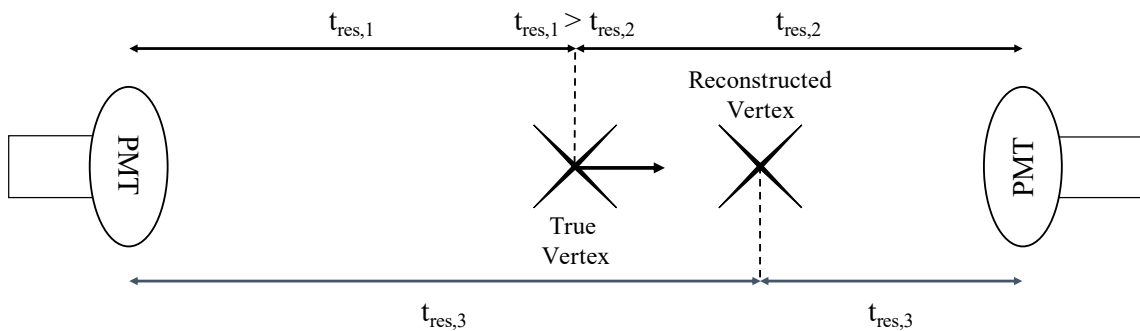 t_res,1
t_res,1 > t_res,2
t_res,2
Reconstructed
Vertex
PMT
PMT
True
Vertex
t_res,3
t_res,3